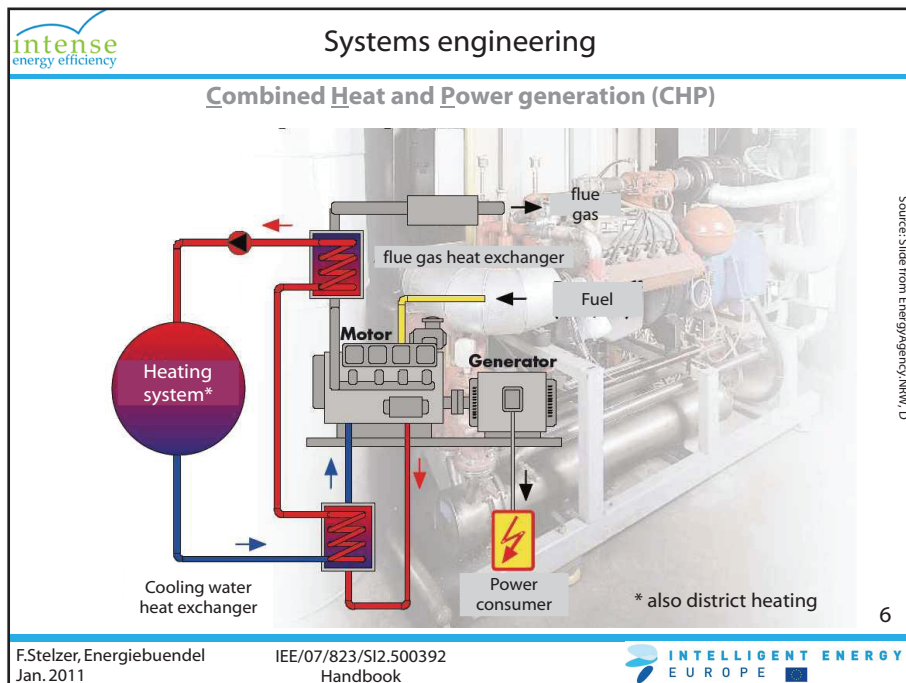 intense
energy efficiency
Systems engineering
Combined Heat and Power generation (CHP)
flue
gas
flue gas heat exchanger
Fuel
Motor
Generator
Heating
system*
Cooling water
heat exchanger
Power
consumer
* also district heating
Source: Slide from EnergyAgency.NRW, D
6
F.Stelzer, Energiebuendel
Jan. 2011
IEE/07/823/SI2.500392
Handbook
INTELLIGENT ENERGY
EUROPE